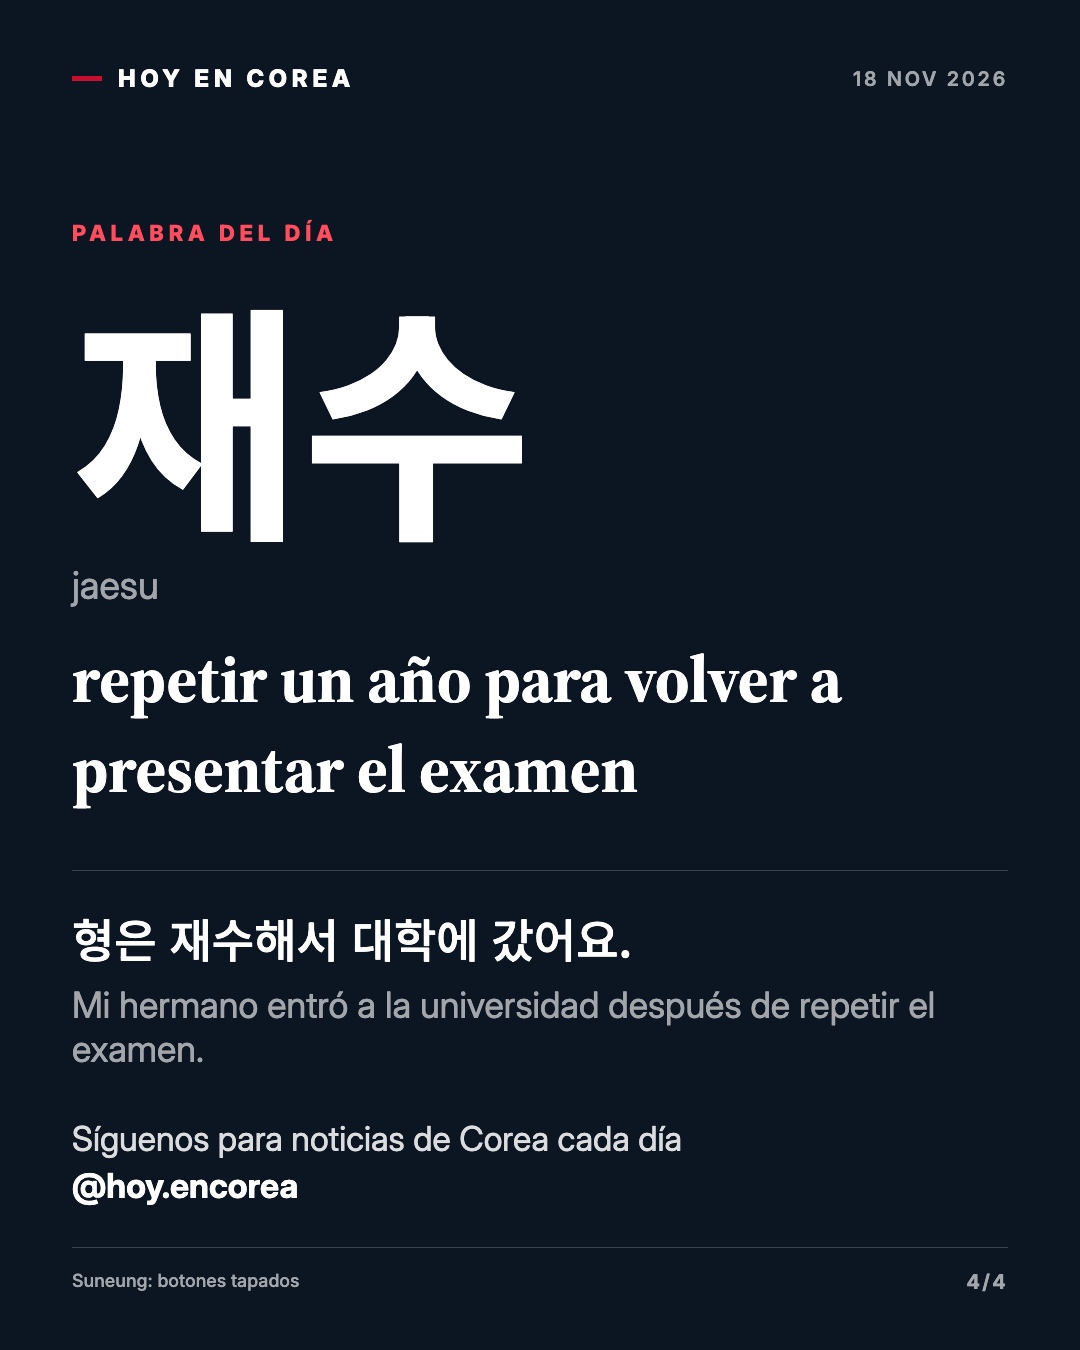 HOY EN COREA
18 NOV 2026
PALABRA DEL DÍA
재수
jaesu
repetir un año para volver a
presentar el examen
형은 재수해서 대학에 갔어요.
Mi hermano entró a la universidad después de repetir el
examen.
Síguenos para noticias de Corea cada día
@hoy.encorea
Suneung: botones tapados
4/4